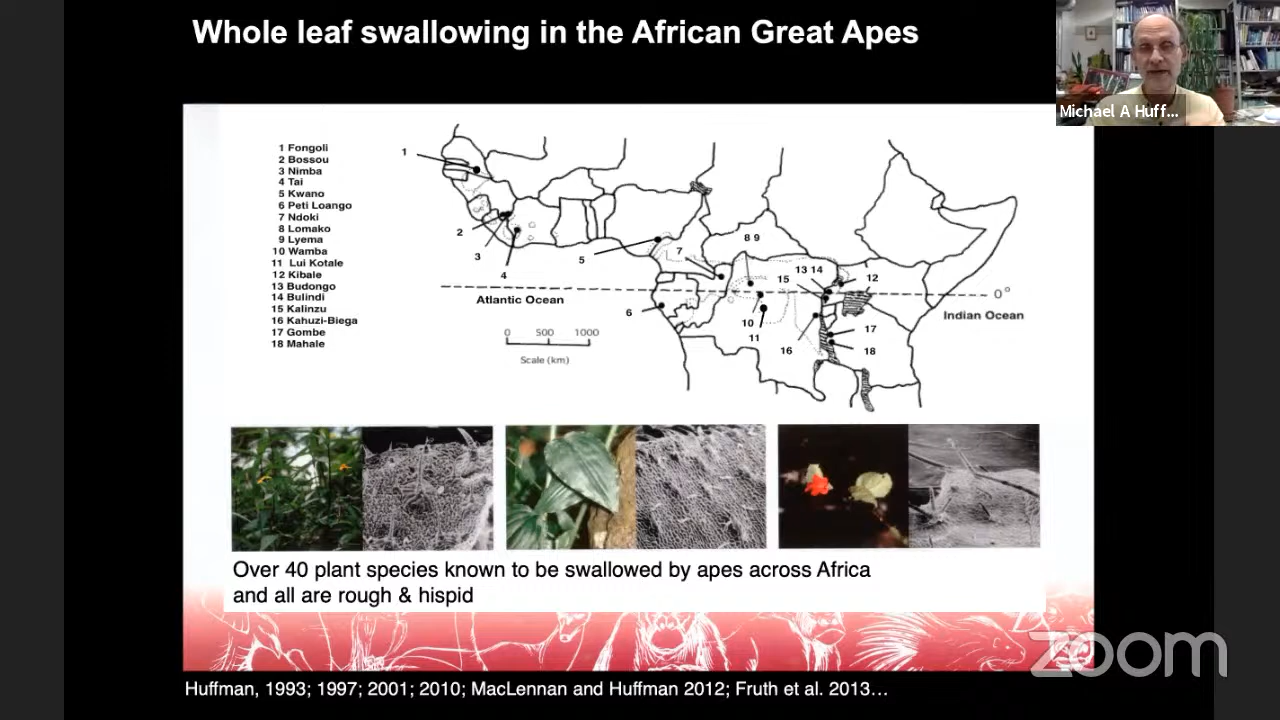 Whole leaf swallowing in the African Great Apes
Michael A Huff...
1 Fongoli
2 Bossou
3 Nimba
4 Tai
5 Kwano
6 Peti Loango
7 Ndoki
8 Lomako
9 Lyema
10 Wamba
11 Lui Kotale
12 Kibale
13 Budongo
14 Bulindi
15 Kalinzu
16 Kahuzi-Biega
17 Gombe
18 Mahale
1
2
3
4
5
6
7
8 9
10
11
15
13 14
12
16
17
18
0°
Atlantic Ocean
Indian Ocean
0 500 1000
Scale (km)
Over 40 plant species known to be swallowed by apes across Africa
and all are rough & hispid
zoom
Huffman, 1993; 1997; 2001; 2010; MacLennan and Huffman 2012; Fruth et al. 2013...